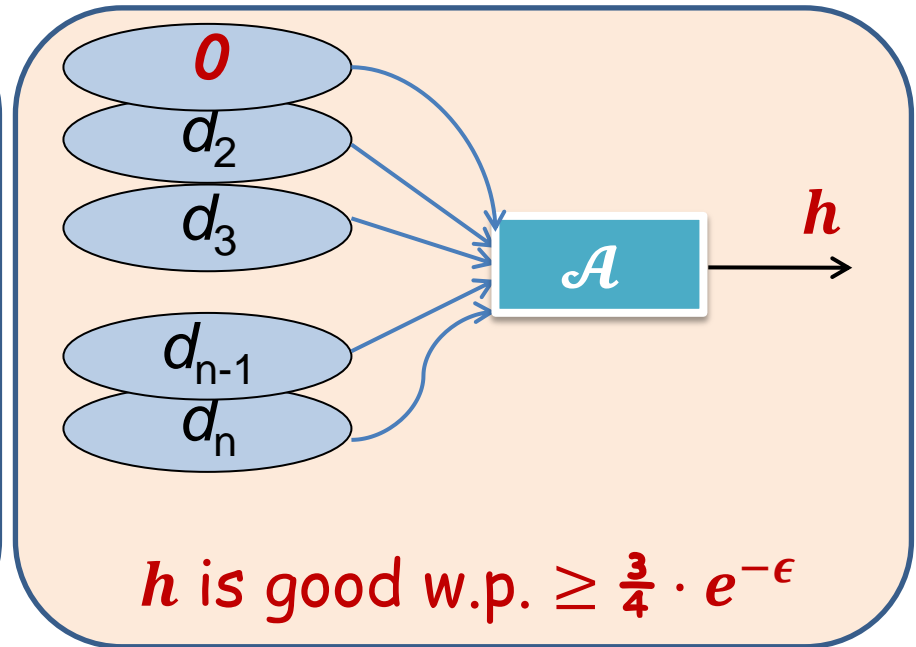 0
d₂
d₃
𝒜
h
dₙ₋₁
dₙ
h is good w.p. ≥ 3/4 · e^{−ϵ}